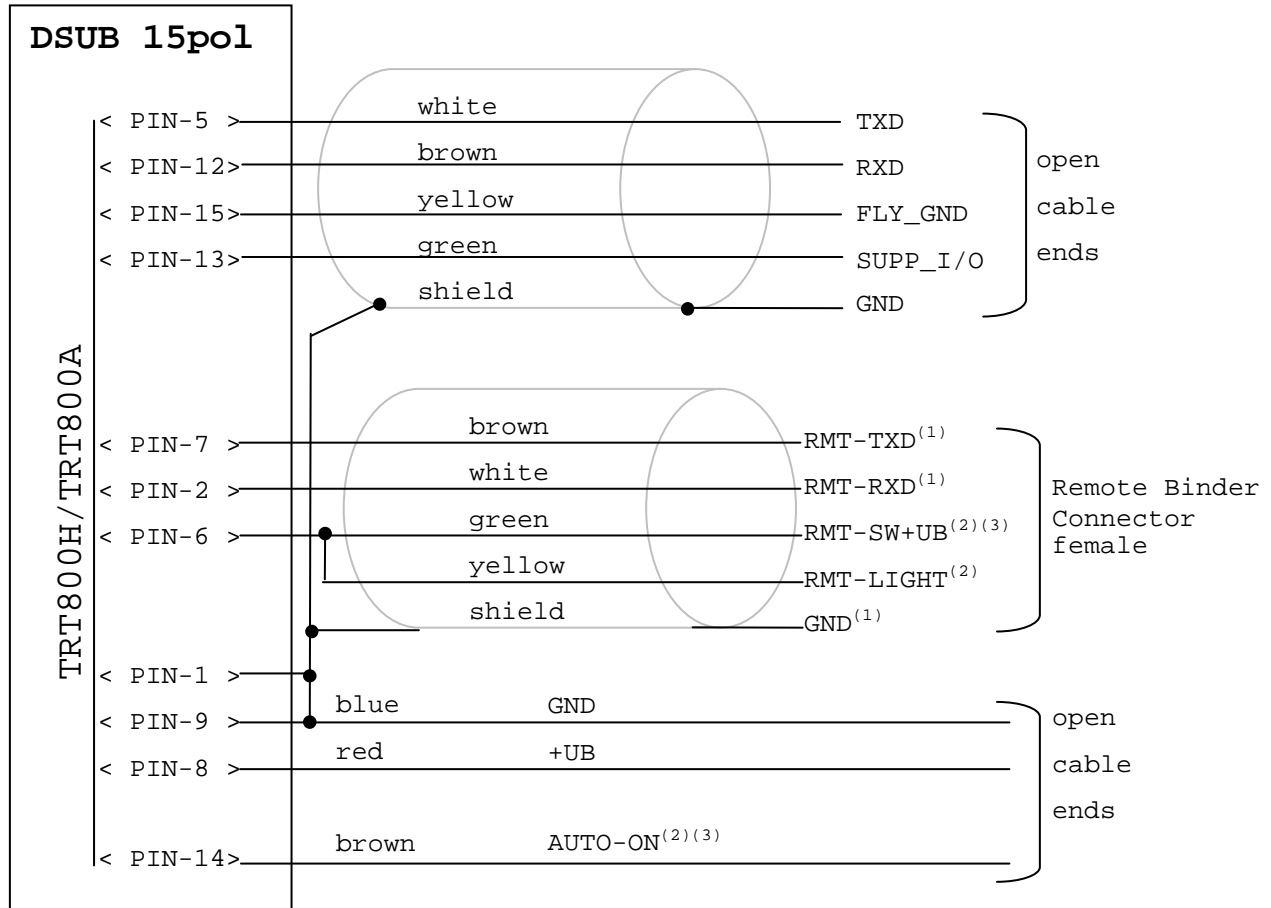 DSUB 15pol
TRT800H/TRT800A
< PIN-5 > white TXD
< PIN-12> brown RXD
< PIN-15> yellow FLY_GND
< PIN-13> green SUPP_I/O
shield GND
open
cable
ends
< PIN-7 > brown RMT-TXD(1)
< PIN-2 > white RMT-RXD(1)
< PIN-6 > green RMT-SW+UB(2)(3)
yellow RMT-LIGHT(2)
shield GND(1)
Remote Binder
Connector
female
< PIN-1 >
< PIN-9 > blue GND
< PIN-8 > red +UB
< PIN-14> brown AUTO-ON(2)(3)
open
cable
ends